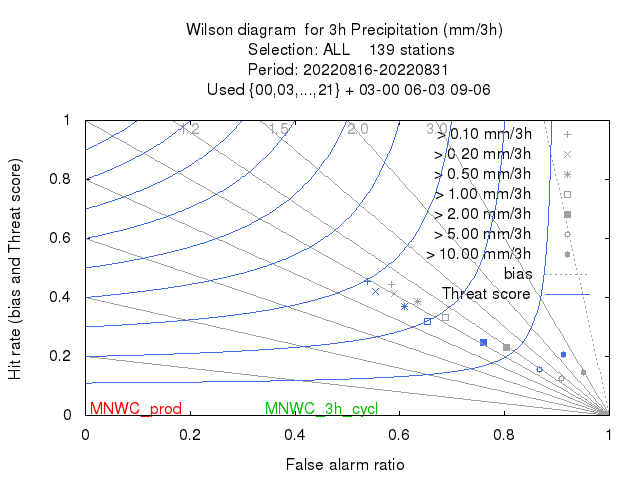 Wilson diagram  for 3h Precipitation (mm/3h)
Selection: ALL    139 stations
Period: 20220816-20220831
Used {00,03,...,21} + 03-00 06-03 09-06
1.2 1.5 2.0 3.0
> 0.10 mm/3h
> 0.20 mm/3h
> 0.50 mm/3h
> 1.00 mm/3h
> 2.00 mm/3h
> 5.00 mm/3h
> 10.00 mm/3h
bias
Threat score
Hit rate (bias and Threat score)
1
0.8
0.6
0.4
0.2
0
MNWC_prod MNWC_3h_cycl
0 0.2 0.4 0.6 0.8 1
False alarm ratio